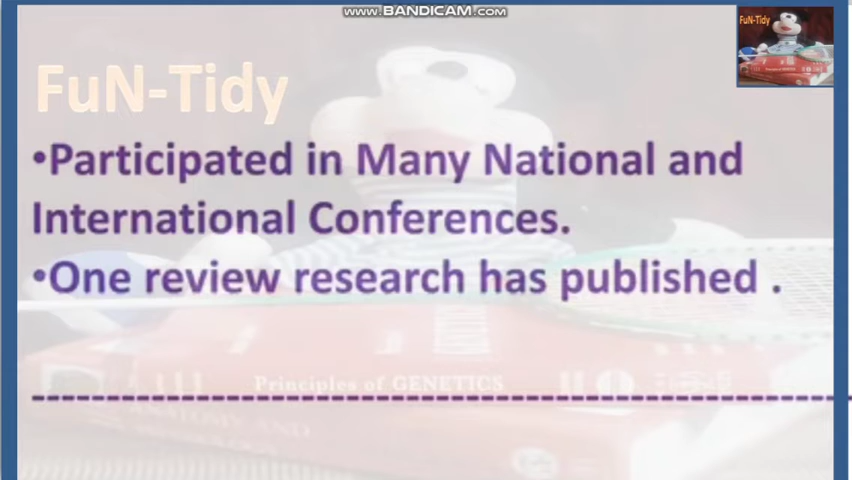 www.BANDICAM.com
FuN-Tidy
FuN-Tidy
•Participated in Many National and
International Conferences.
•One review research has published .
Principles of GENETICS